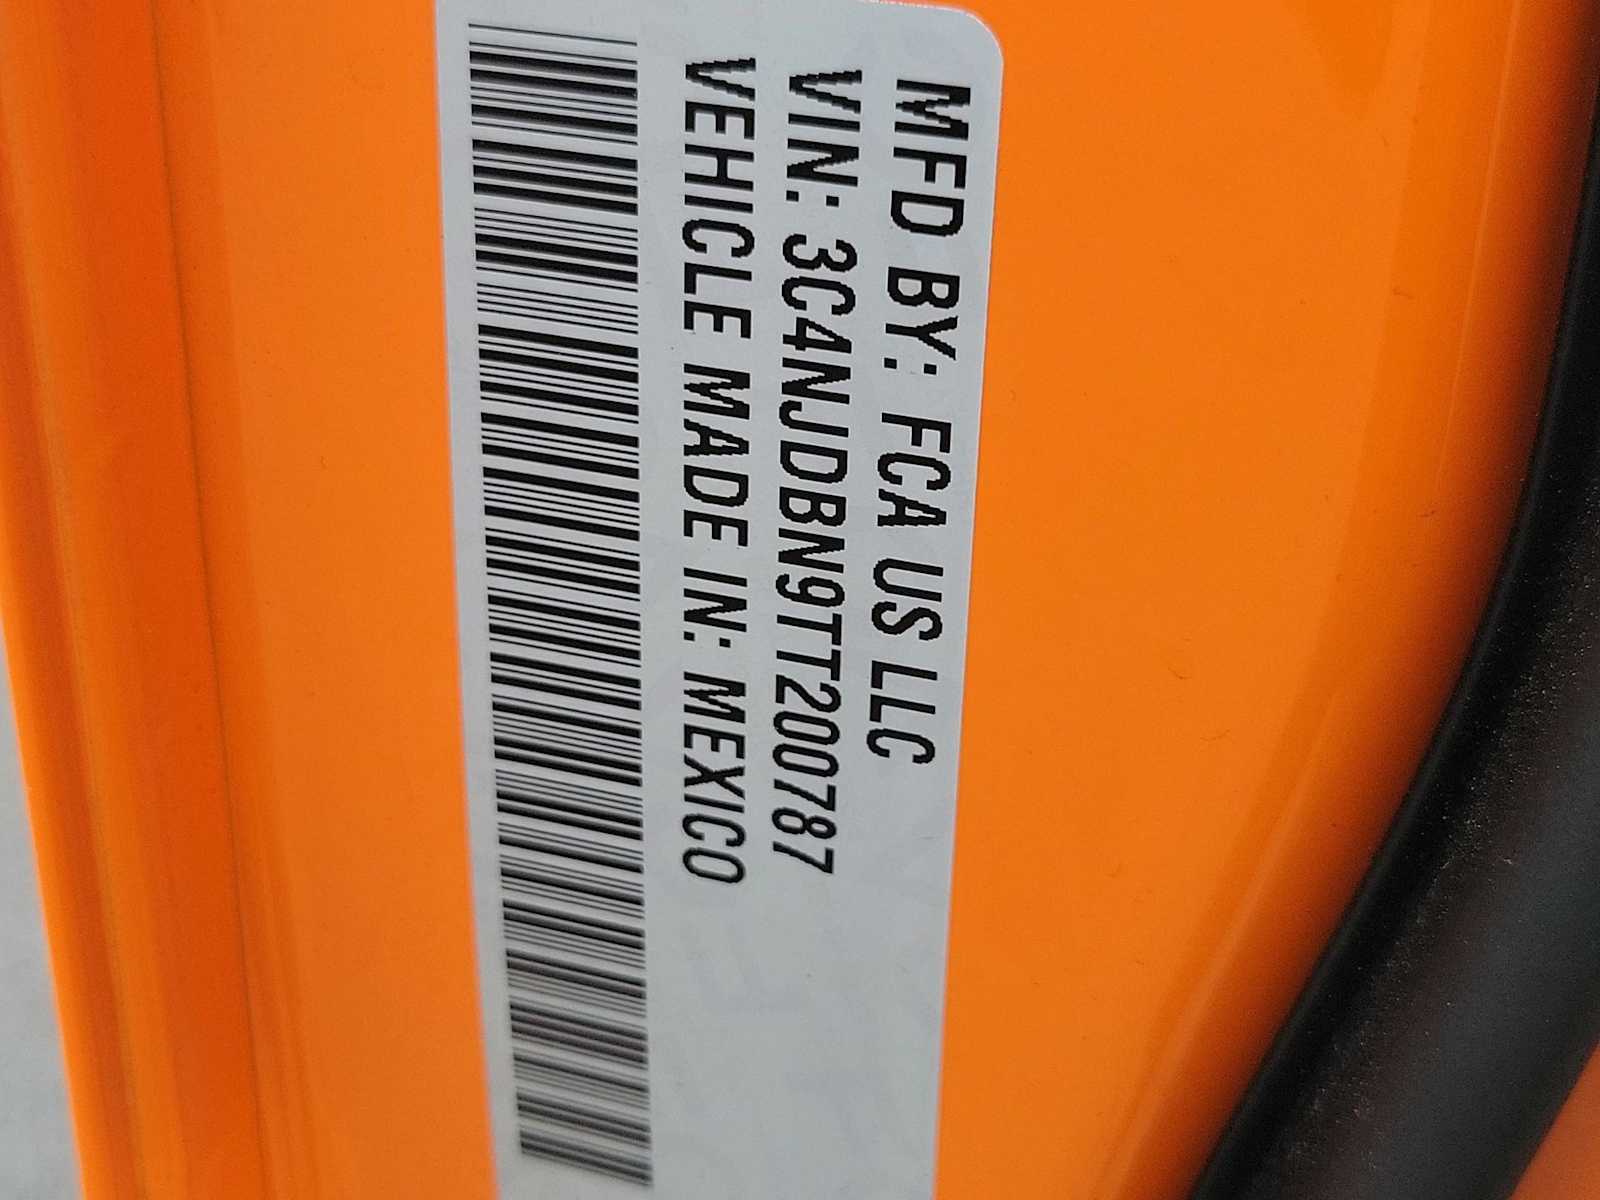 MFD BY: FCA US LLC
VIN: 3C4NJDBN9TT200787
VEHICLE MADE IN: MEXICO